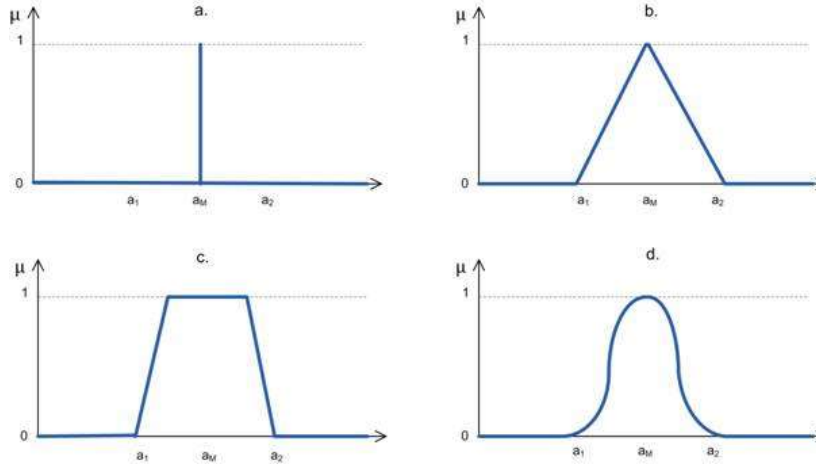 a.
μ
1
0
a₁ a_M a₂
b.
μ
1
0
a₁ a_M a₂
c.
μ
1
0
a₁ a_M a₂
d.
μ
1
0
a₁ a_M a₂